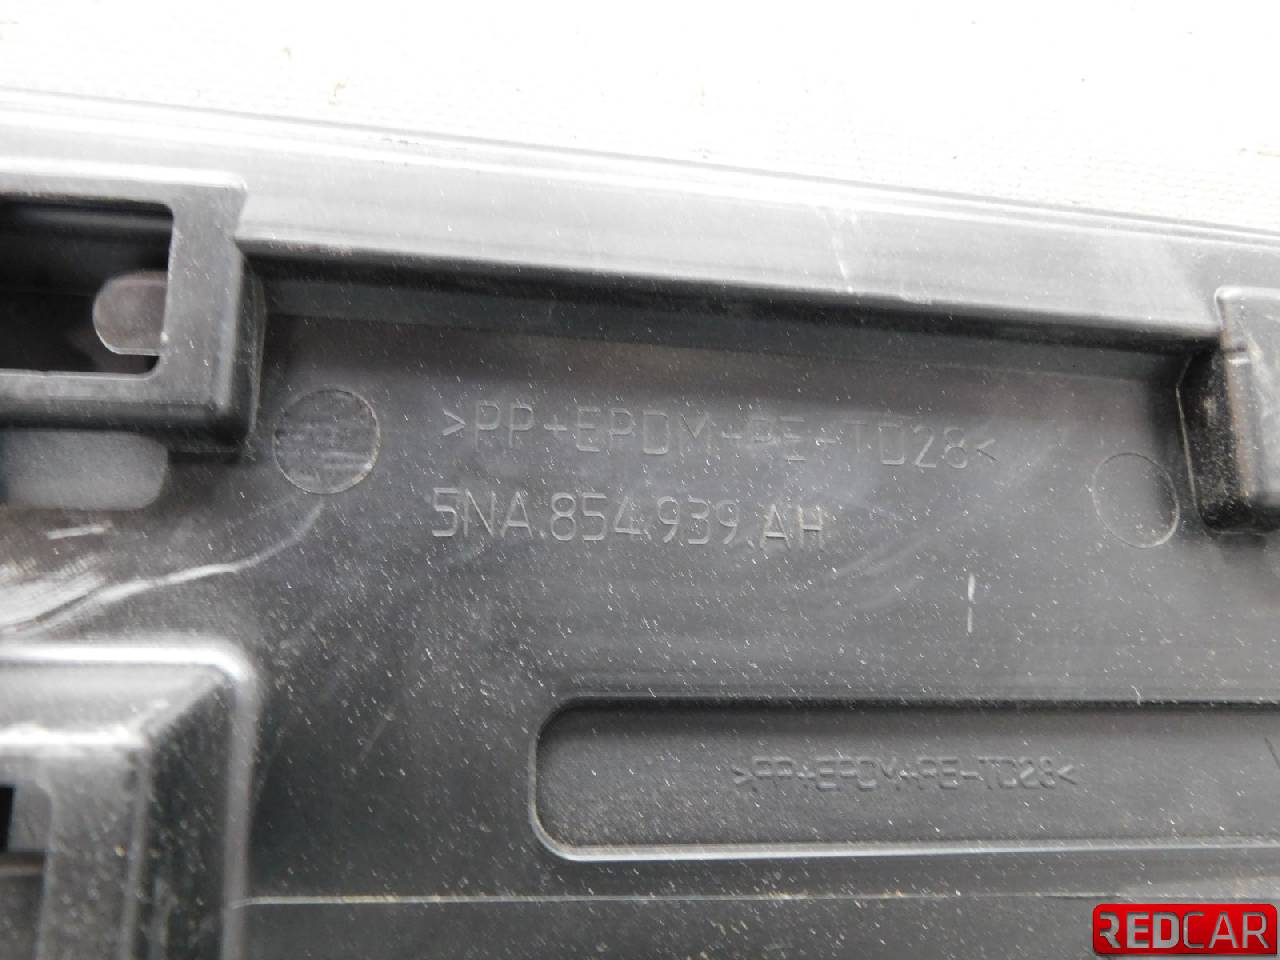 >PP+EPDM+PE-TD28<
5NA.854.939.AH
>PP+EPDM+PE-TD28<
REDCAR